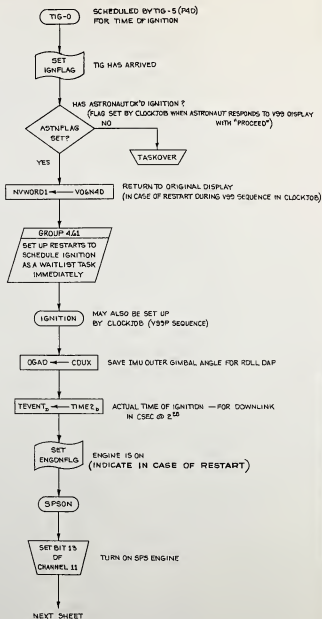 TIG-0
SCHEDULED BY TIG-5 (P40)
FOR TIME OF IGNITION
SET
IGNFLAG
TIG HAS ARRIVED
HAS ASTRONAUT OK'D IGNITION ?
(FLAG SET BY CLOCKJOB WHEN ASTRONAUT RESPONDS TO V99 DISPLAY
WITH "PROCEED")
ASTNFLAG
SET?
NO
TASKOVER
YES
NVWORD1 ← V06N40
RETURN TO ORIGINAL DISPLAY
(IN CASE OF RESTART DURING V99 SEQUENCE IN CLOCKJOB)
GROUP 4.61
SET UP RESTARTS TO
SCHEDULE IGNITION
AS A WAITLIST TASK
IMMEDIATELY
IGNITION
MAY ALSO BE SET UP
BY CLOCKJOB (V99P SEQUENCE)
OGAD ← CDUX
SAVE IMU OUTER GIMBAL ANGLE FOR ROLL DAP
TEVENT_D ← TIME2_D
ACTUAL TIME OF IGNITION — FOR DOWNLINK
IN CSEC @ 2^28
SET
ENGONFLG
ENGINE IS ON
(INDICATE IN CASE OF RESTART)
SPSON
SET BIT 13
OF
CHANNEL 11
TURN ON SPS ENGINE
NEXT SHEET